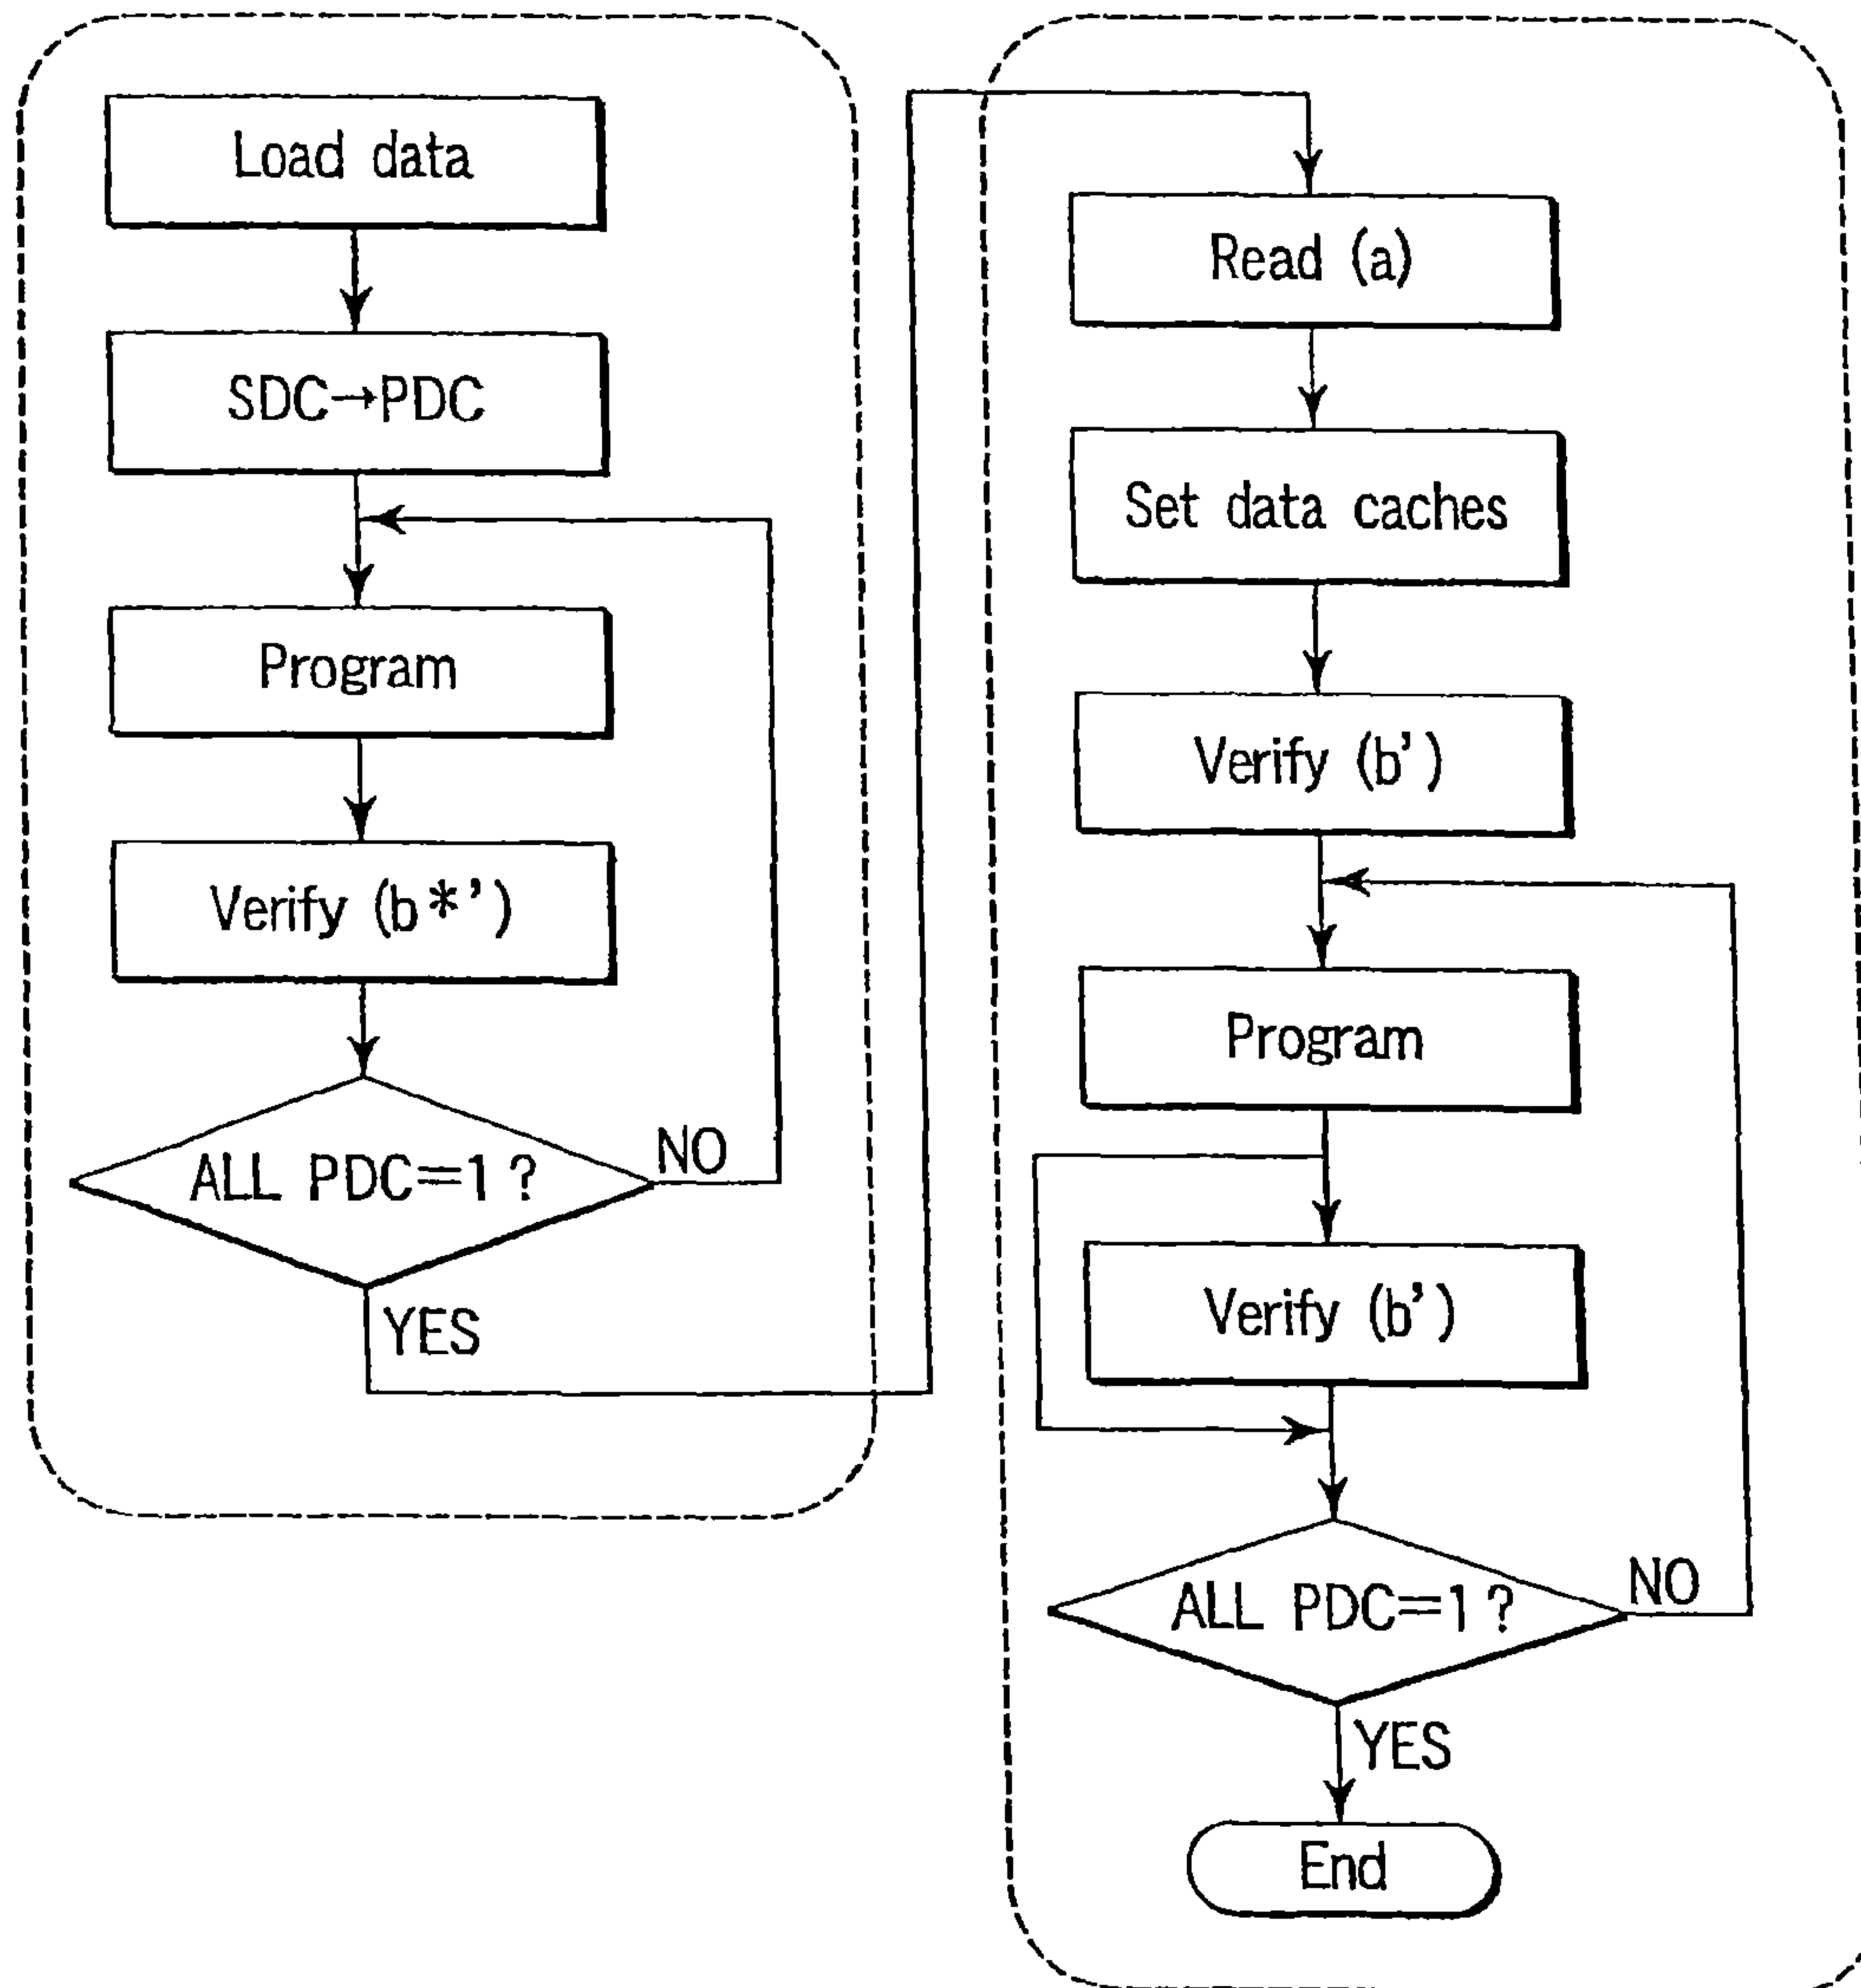 Load data
SDC→PDC
Program
Verify (b*')
ALL PDC=1?
NO
YES
Read (a)
Set data caches
Verify (b')
Program
Verify (b')
ALL PDC=1?
NO
YES
End